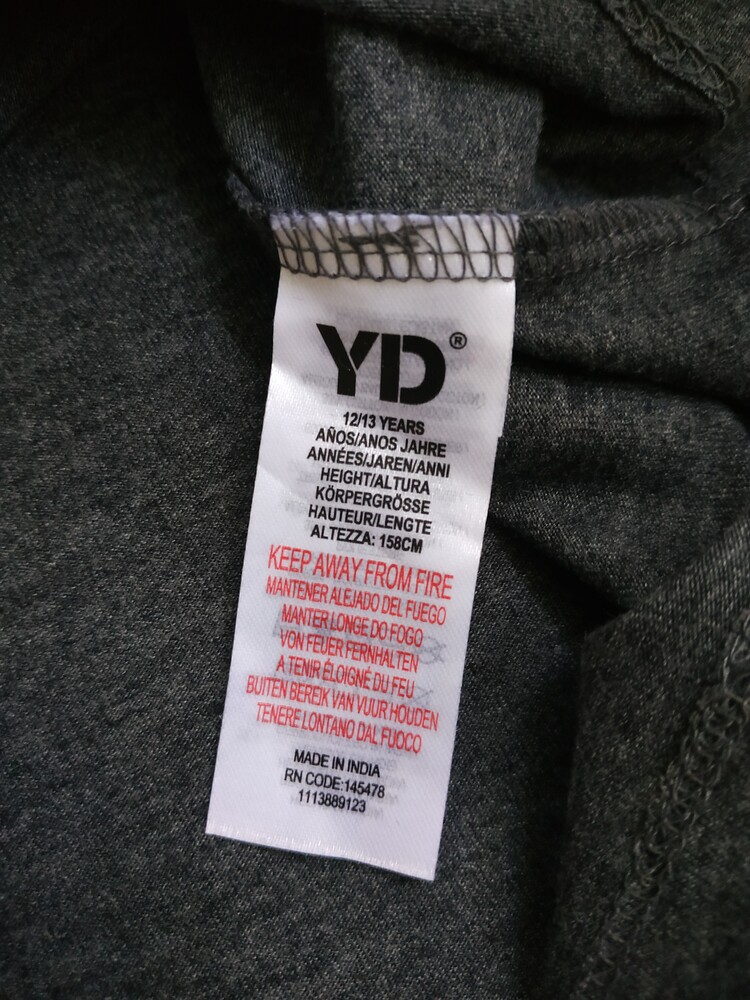 YD®
12/13 YEARS
AÑOS/ANOS JAHRE
ANNÉES/JAREN/ANNI
HEIGHT/ALTURA
KÖRPERGRÖSSE
HAUTEUR/LENGTE
ALTEZZA: 158CM
KEEP AWAY FROM FIRE
MANTENER ALEJADO DEL FUEGO
MANTER LONGE DO FOGO
VON FEUER FERNHALTEN
A TENIR ÉLOIGNÉ DU FEU
BUITEN BEREIK VAN VUUR HOUDEN
TENERE LONTANO DAL FUOCO
MADE IN INDIA
RN CODE:145478
1113889123